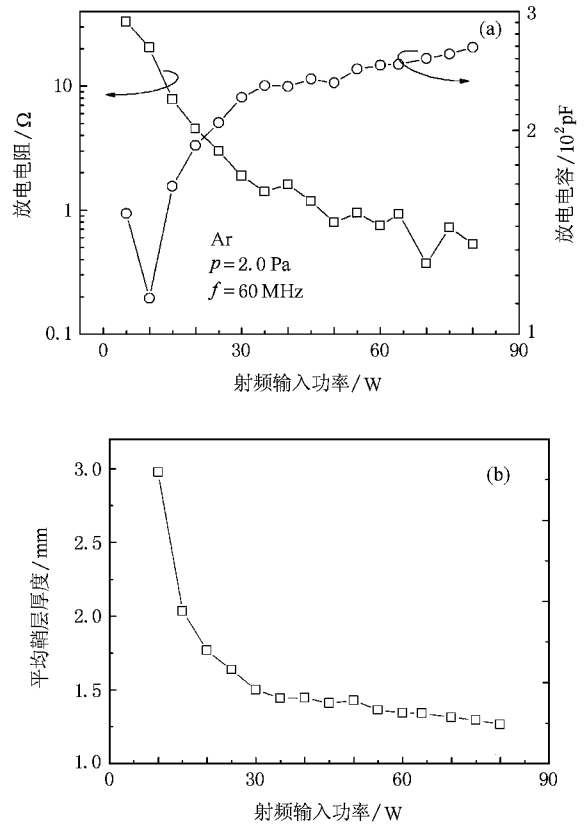 (a)
3
2
1
放电电容/10²pF
10
1
0.1
放电电阻/Ω
Ar
p=2.0 Pa
f=60 MHz
0 30 60 90
射频输入功率/W
(b)
3.0
2.5
2.0
1.5
1.0
平均鞘层厚度/mm
0 30 60 90
射频输入功率/W